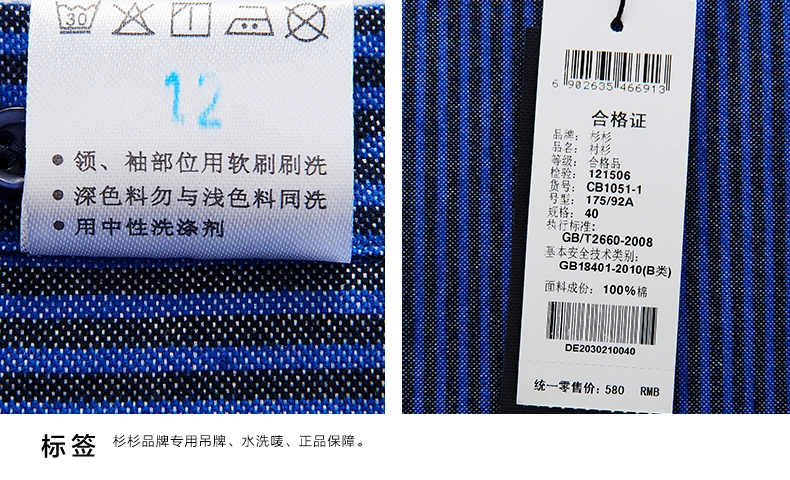 30
12
● 领、袖部位用软刷刷洗
● 深色料勿与浅色料同洗
● 用中性洗涤剂
6 902635 466913
合格证
品牌： 杉杉
品名： 衬衫
等级： 合格品
检验： 121506
货号： CB1051-1
号型： 175/92A
规格： 40
执行标准：
GB/T2660-2008
基本安全技术类别：
GB18401-2010(B类)
面料成份： 100%棉
DE2030210040
统一零售价： 580 RMB
标签 杉杉品牌专用吊牌、水洗唛、正品保障。